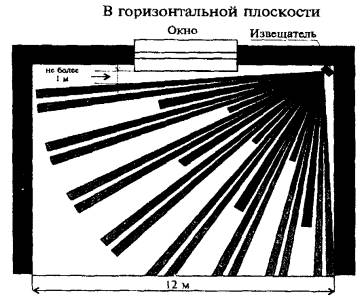 В горизонтальной плоскости
Окно
Извещатель
не более
1 м
12 м